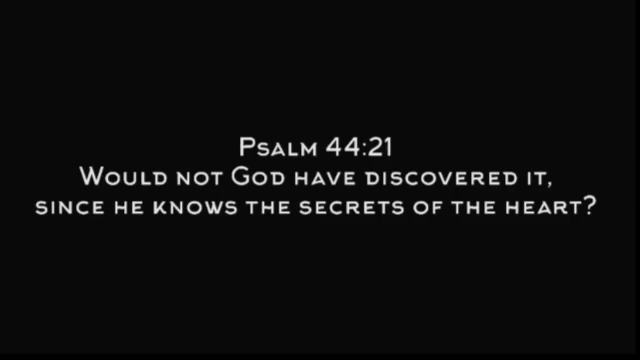 Psalm 44:21
Would not God have discovered it,
since he knows the secrets of the heart?